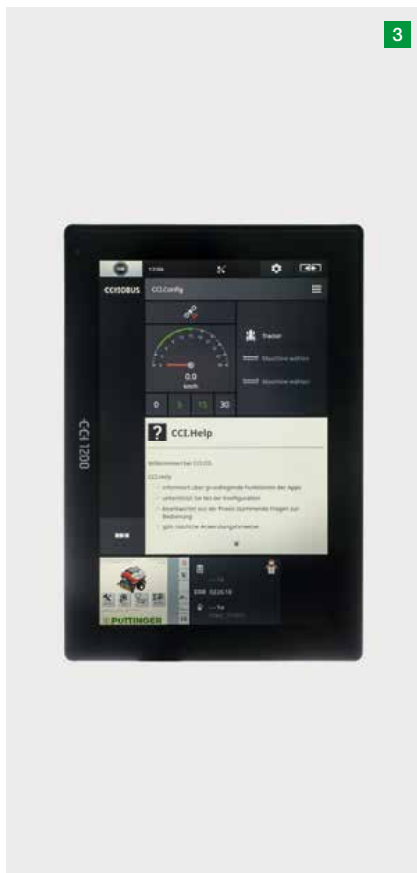 3
CCIISOBUS
CCI.Config
0.0
km/h
Traktor
Maschine wählen
Maschine wählen
0 5 15 30
CCI 1200
? CCI.Help
Willkommen bei CCI.OS.
CCI.Help
informiert über grundlegende Funktionen der Apps
unterstützt Sie bei der Konfiguration
beantwortet aus der Praxis stammende Fragen zur
Bedienung
gibt nützliche Anwendungshinweise
PÖTTINGER